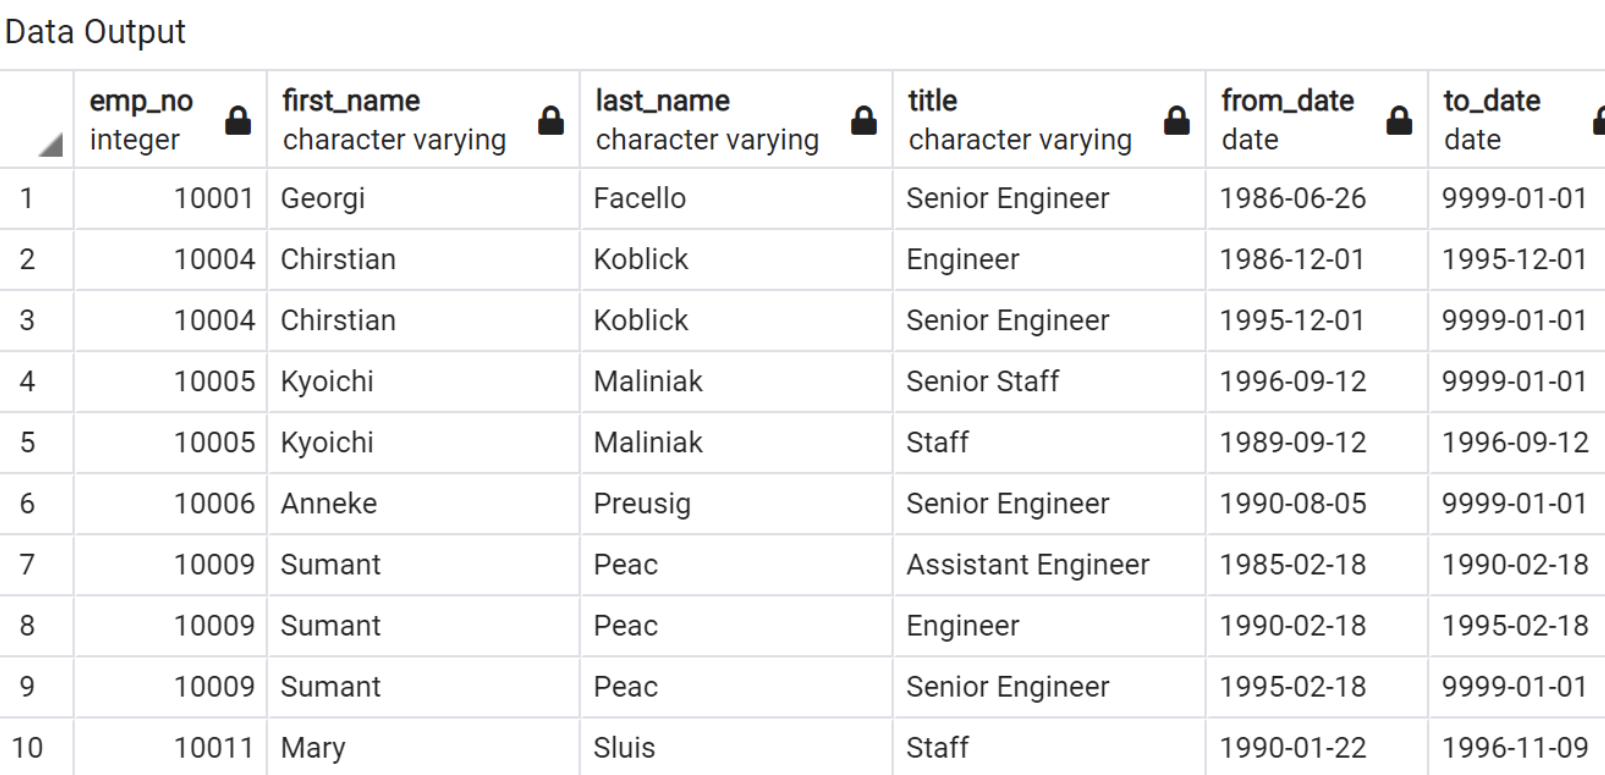 Data Output
emp_no first_name last_name title from_date to_date
integer character varying character varying character varying date date
1 10001 Georgi Facello Senior Engineer 1986-06-26 9999-01-01
2 10004 Chirstian Koblick Engineer 1986-12-01 1995-12-01
3 10004 Chirstian Koblick Senior Engineer 1995-12-01 9999-01-01
4 10005 Kyoichi Maliniak Senior Staff 1996-09-12 9999-01-01
5 10005 Kyoichi Maliniak Staff 1989-09-12 1996-09-12
6 10006 Anneke Preusig Senior Engineer 1990-08-05 9999-01-01
7 10009 Sumant Peac Assistant Engineer 1985-02-18 1990-02-18
8 10009 Sumant Peac Engineer 1990-02-18 1995-02-18
9 10009 Sumant Peac Senior Engineer 1995-02-18 9999-01-01
10 10011 Mary Sluis Staff 1990-01-22 1996-11-09